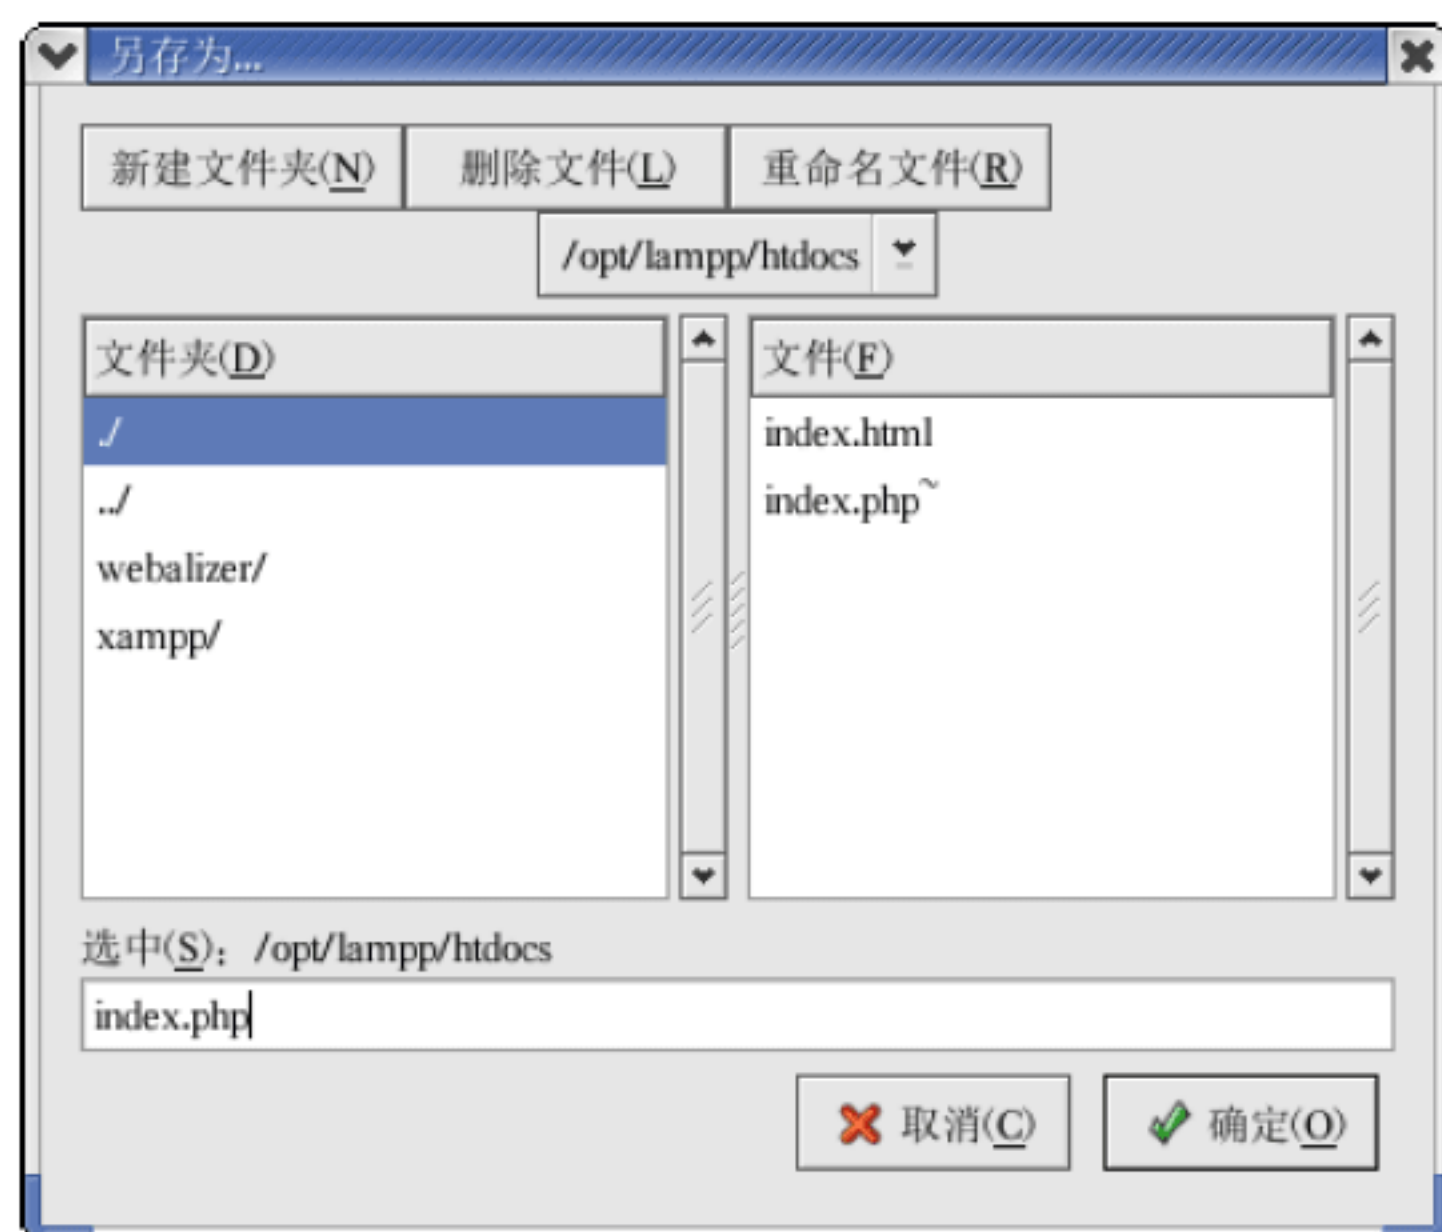 另存为...
新建文件夹(N) 删除文件(L) 重命名文件(R)
/opt/lampp/htdocs
文件夹(D)
./
../
webalizer/
xampp/
文件(F)
index.html
index.php~
选中(S)：/opt/lampp/htdocs
index.php
取消(C) 确定(O)